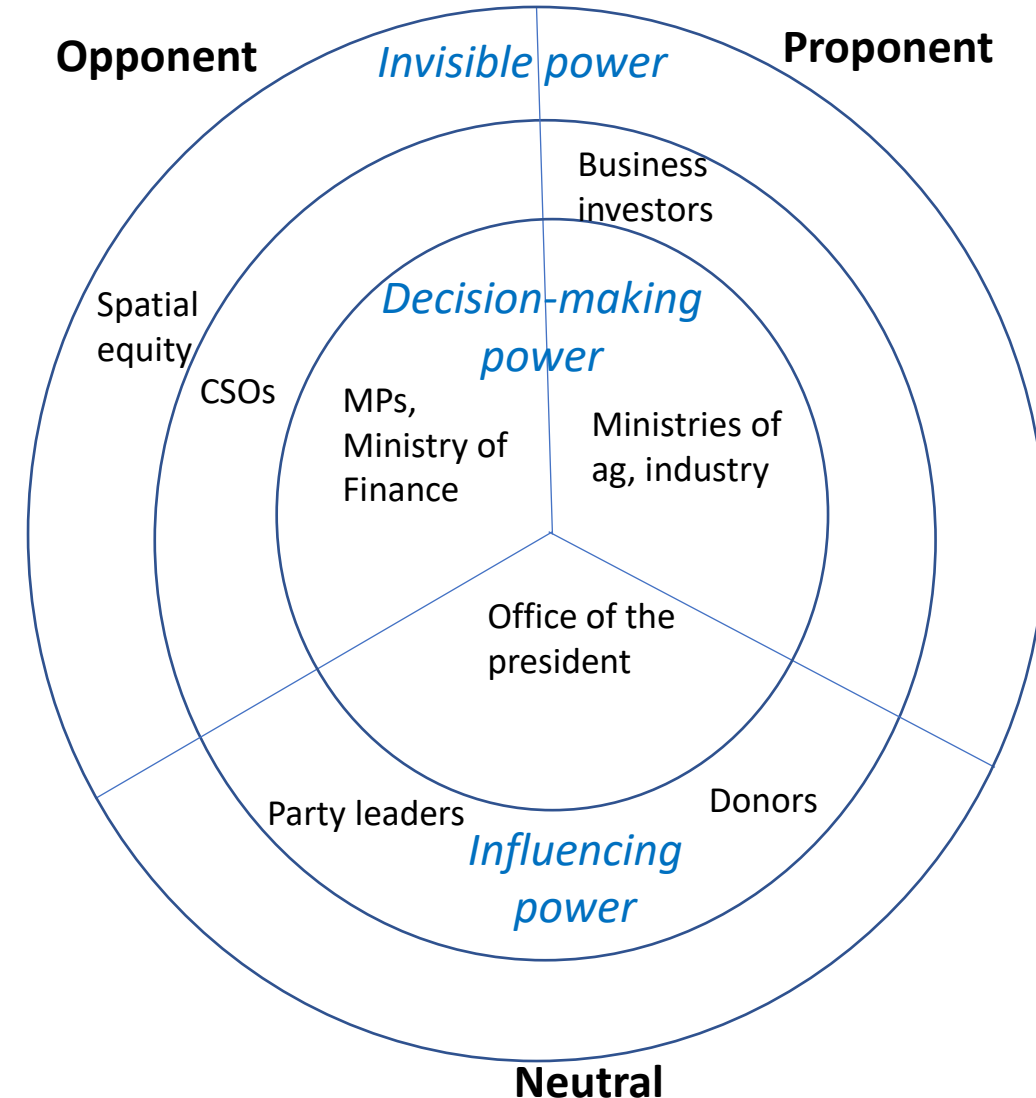 Opponent
Invisible power
Proponent
Business
investors
Decision-making
power
Spatial
equity
CSOs
MPs,
Ministry of
Finance
Ministries of
ag, industry
Office of the
president
Party leaders
Donors
Influencing
power
Neutral